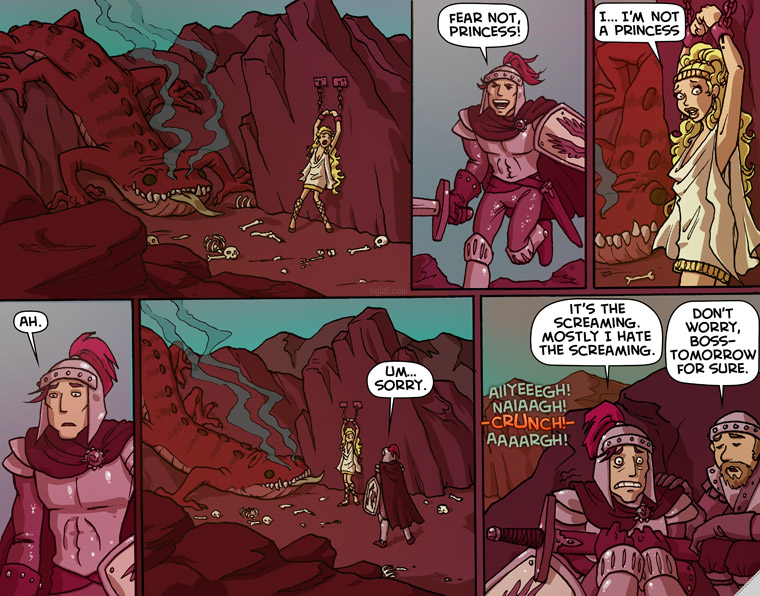 FEAR NOT,
PRINCESS!
I... I'M NOT
A PRINCESS
AH.
UM...
SORRY.
IT'S THE
SCREAMING.
MOSTLY I HATE
THE SCREAMING.
DON'T
WORRY,
BOSS-
TOMORROW
FOR SURE.
AIIYEEEGH!
NAIAAGH!
-CRUNCH!-
AAAARGH!